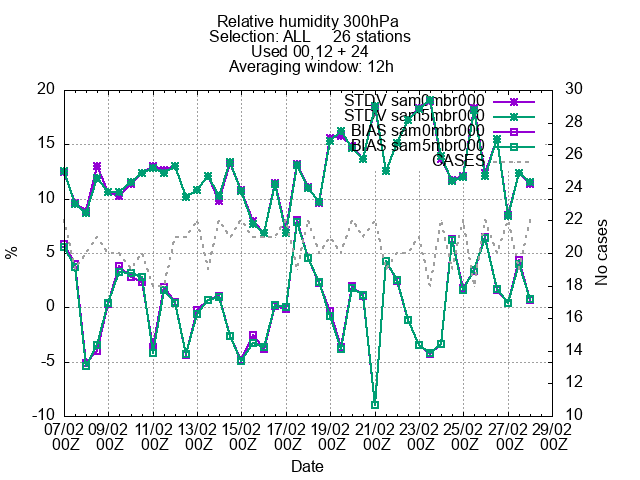 Relative humidity 300hPa
Selection: ALL 26 stations
Used 00,12 + 24
Averaging window: 12h
STDV sam0mbr000
STDV sam5mbr000
BIAS sam0mbr000
BIAS sam5mbr000
CASES
20
15
10
5
0
-5
-10
%
30
28
26
24
22
20
18
16
14
12
10
No cases
07/02 09/02 11/02 13/02 15/02 17/02 19/02 21/02 23/02 25/02 27/02 29/02
00Z 00Z 00Z 00Z 00Z 00Z 00Z 00Z 00Z 00Z 00Z 00Z
Date